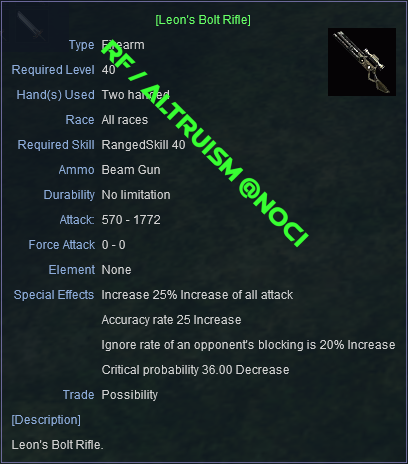 [Leon's Bolt Rifle]
Type Firearm
Required Level 40
Hand(s) Used Two handed
Race All races
Required Skill RangedSkill 40
Ammo Beam Gun
Durability No limitation
Attack: 570 - 1772
Force Attack 0 - 0
Element None
Special Effects Increase 25% Increase of all attack
Accuracy rate 25 Increase
Ignore rate of an opponent's blocking is 20% Increase
Critical probability 36.00 Decrease
Trade Possibility
[Description]
Leon's Bolt Rifle.
RF / ALTRUISM @NOCI